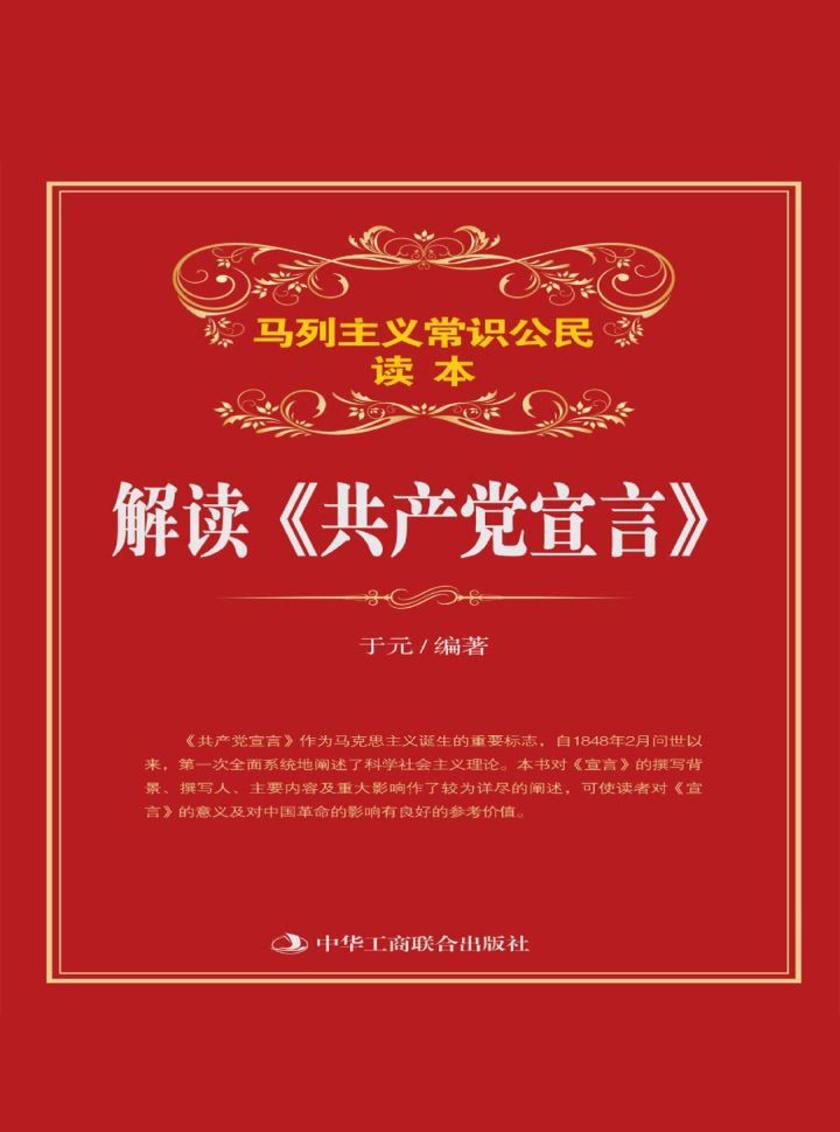 马列主义常识公民
读本
解读《共产党宣言》
于元/编著
《共产党宣言》作为马克思主义诞生的重要标志，自1848年2月问世以
来，第一次全面系统地阐述了科学社会主义理论。本书对《宣言》的撰写背
景、撰写人、主要内容及重大影响作了较为详尽的阐述，可使读者对《宣
言》的意义及对中国革命的影响有良好的参考价值。
中华工商联合出版社